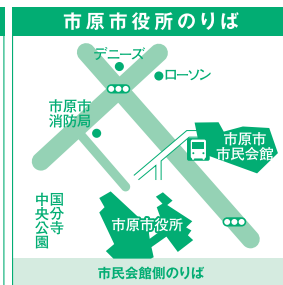 市原市役所のりば
デニーズ
ローソン
市原市
消防局
市原市
市民会館
国分寺
中央公園
市原市役所
市民会館側のりば